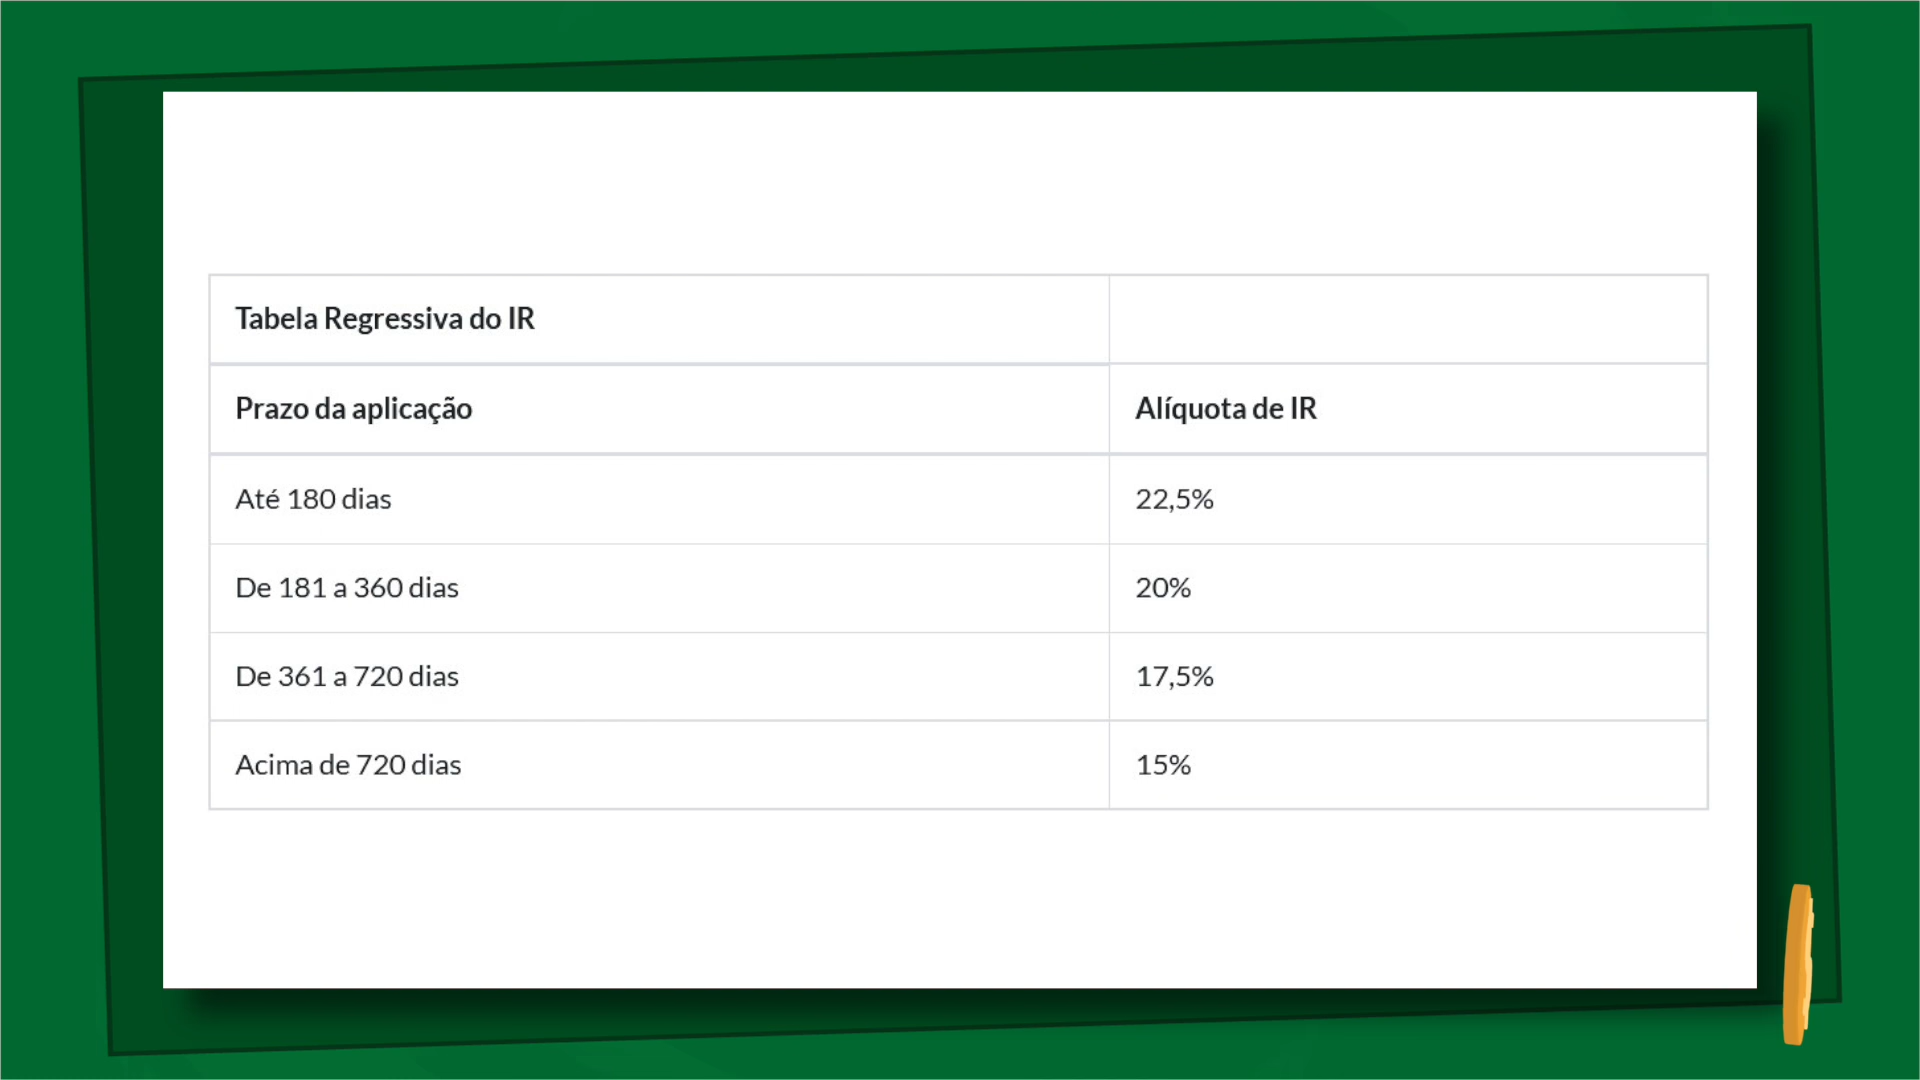 Tabela Regressiva do IR
Prazo da aplicação
Alíquota de IR
Até 180 dias
22,5%
De 181 a 360 dias
20%
De 361 a 720 dias
17,5%
Acima de 720 dias
15%